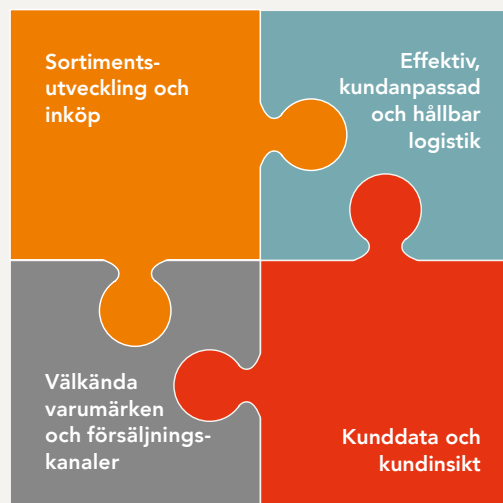 Sortiments-
utveckling och
inköp
Effektiv,
kundanpassad
och hållbar
logistik
Välkända
varumärken
och försäljnings-
kanaler
Kunddata och
kundinsikt